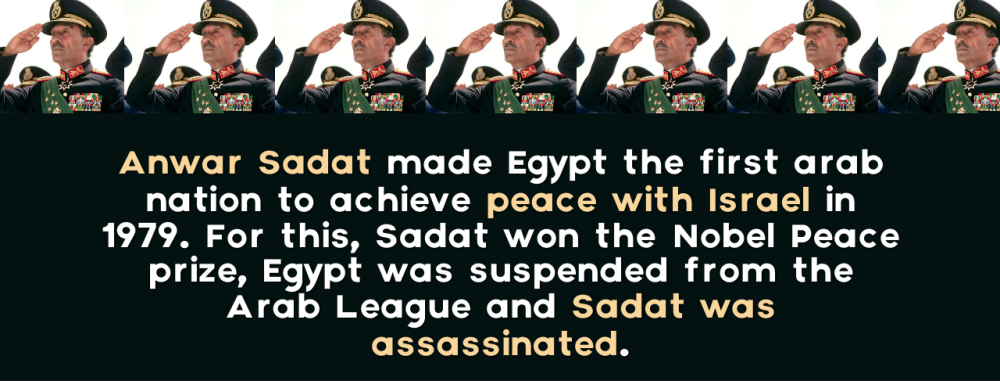 Anwar Sadat made Egypt the first arab
nation to achieve peace with Israel in
1979. For this, Sadat won the Nobel Peace
prize, Egypt was suspended from the
Arab League and Sadat was
assassinated.